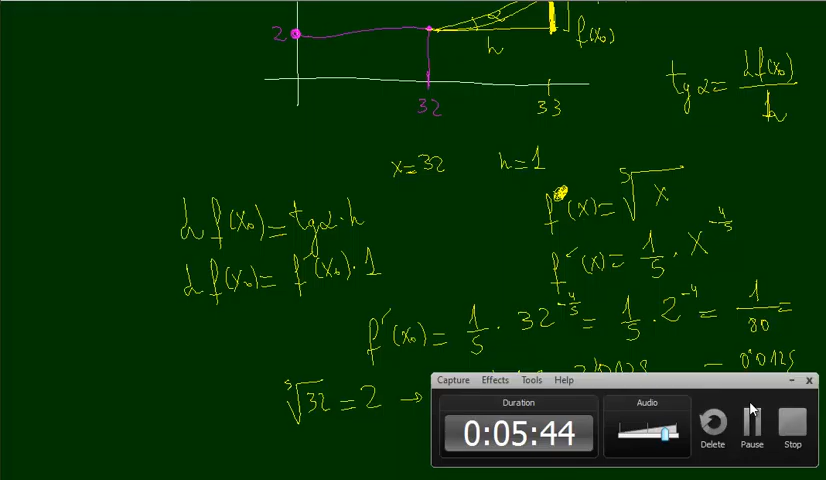 2
α
h
f(x₀)
32
33
tg α = df(x₀)/h
x=32 h=1
f(x) = ⁵√x
df(x₀) = tgα·h
f'(x) = 1/5 · x^(-4/5)
df(x₀) = f'(x₀)·1
f'(x₀) = 1/5 · 32^(-4/5) = 1/5 · 2^(-4) = 1/80 =
= 0'0125
⁵√32 = 2 →
Capture Effects Tools Help
Duration
Audio
0:05:44
Delete
Pause
Stop